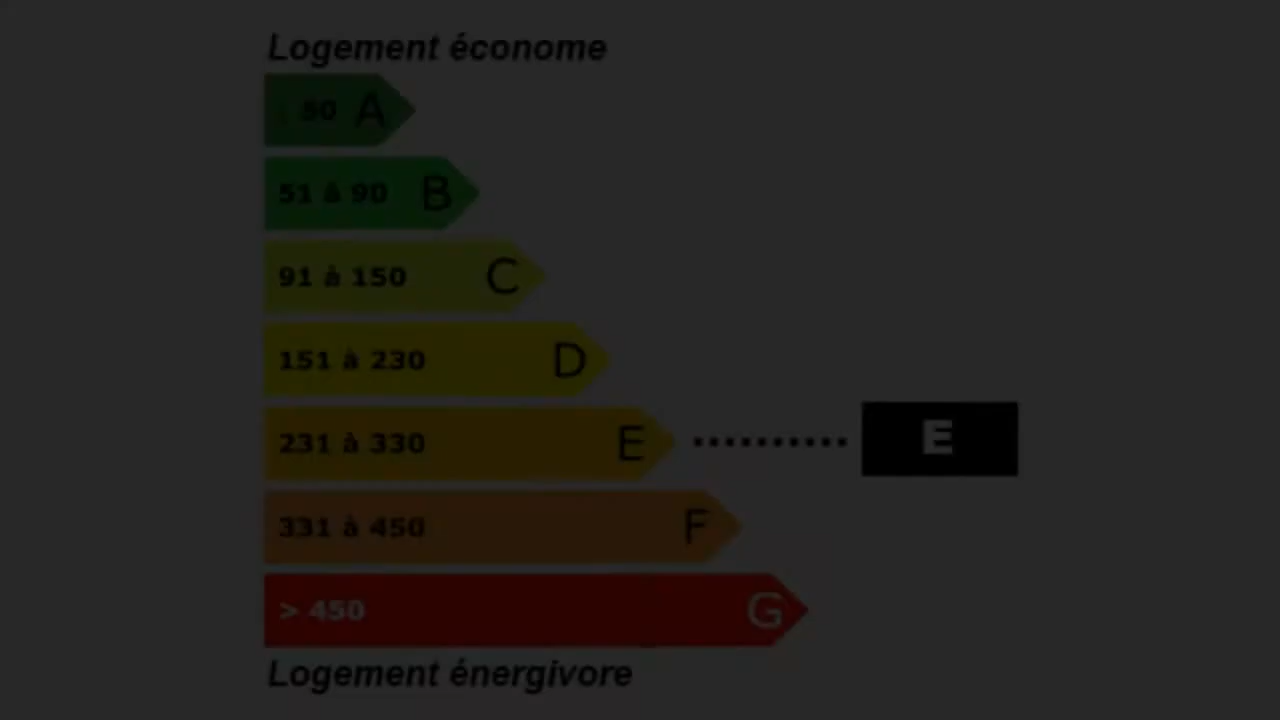 Logement économe
50 A
51 à 90 B
91 à 150 C
151 à 230 D
231 à 330 E
E
331 à 450 F
> 450 G
Logement énergivore